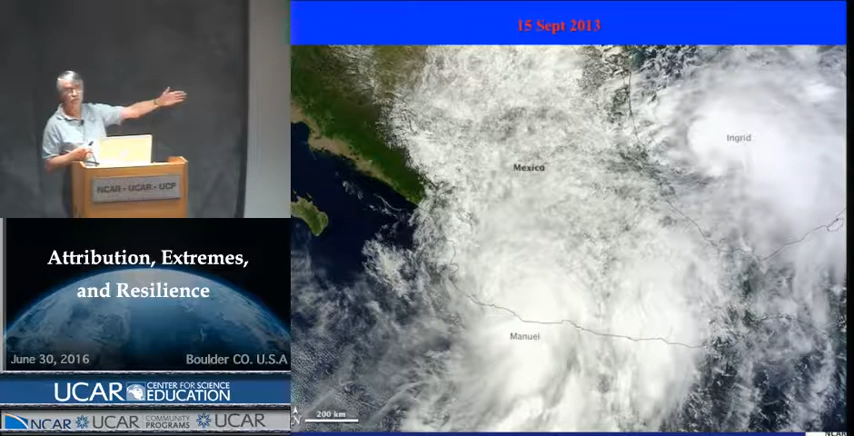 15 Sept 2013
Ingrid
Mexico
Manuel
200 km
N
NCAR - UCAR - UCP
Attribution, Extremes,
and Resilience
June 30, 2016
Boulder CO. U.S.A
UCAR CENTER FOR SCIENCE
EDUCATION
NCAR UCAR COMMUNITY
PROGRAMS UCAR
NCAR